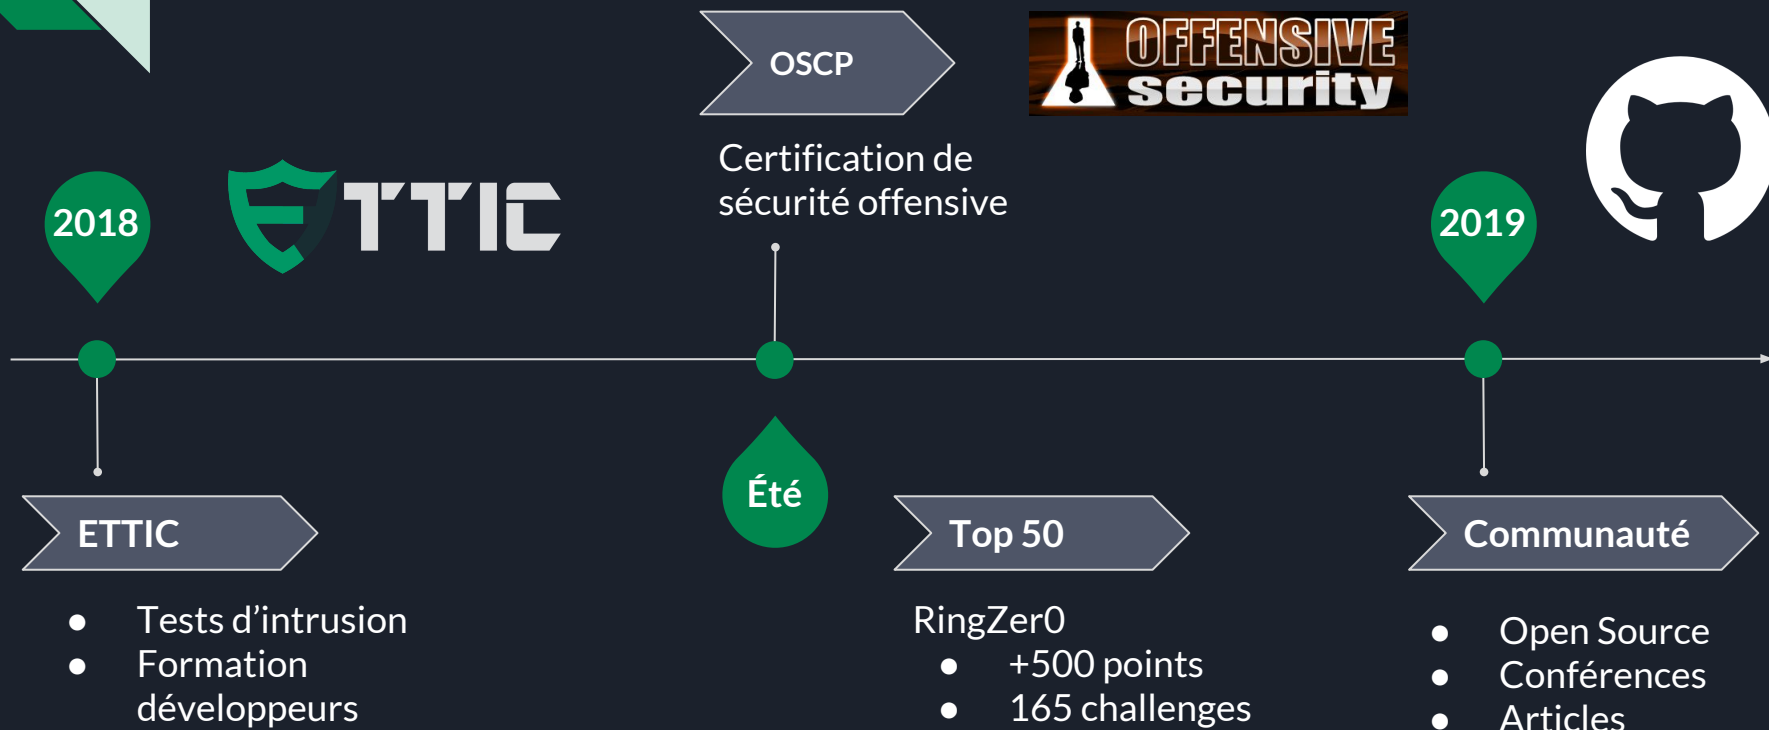 OSCP
OFFENSIVE
security
Certification de
sécurité offensive
2018
ETTIC
2019
Été
ETTIC
● Tests d’intrusion
● Formation
développeurs
Top 50
RingZer0
● +500 points
● 165 challenges
Communauté
● Open Source
● Conférences
● Articles